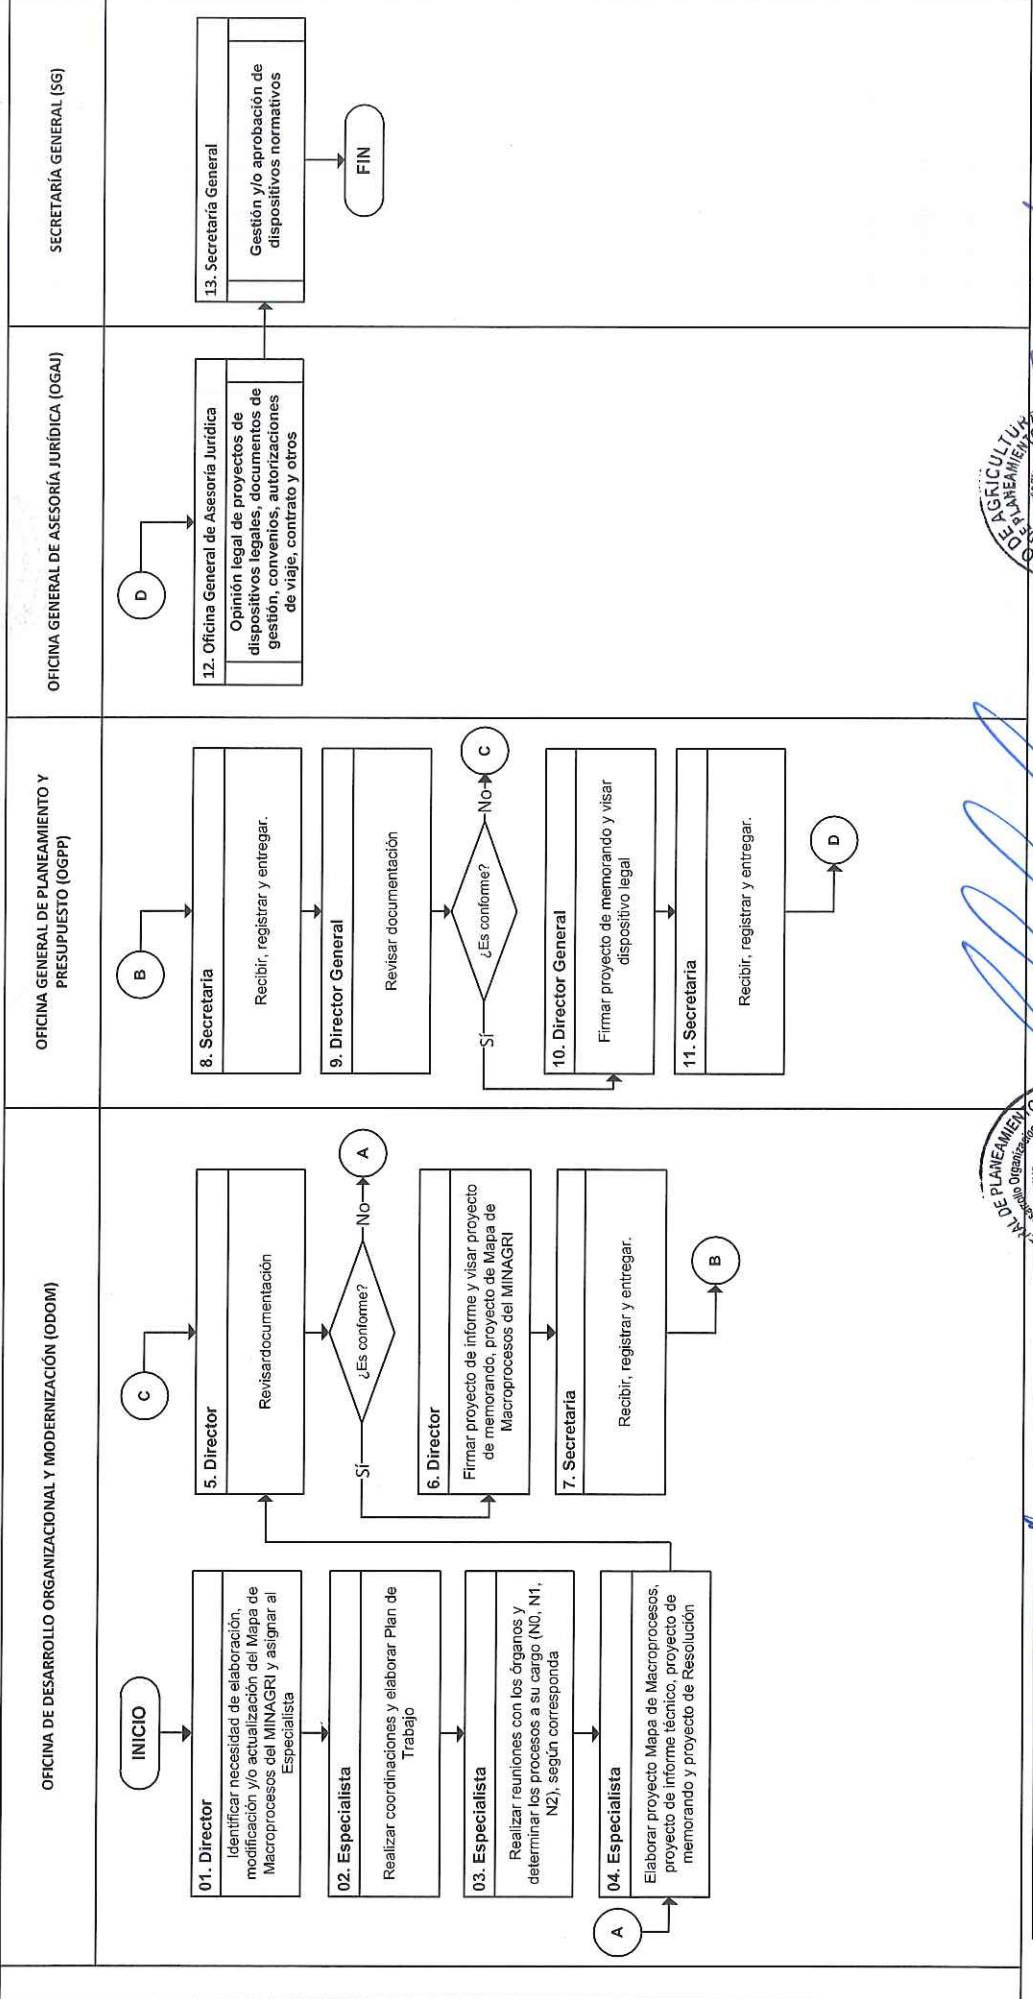 OFICINA DE DESARROLLO ORGANIZACIONAL Y MODERNIZACIÓN (ODOM)
INICIO
01. Director
Identificar necesidad de elaboración,
modificación y/o actualización del Mapa de
Macroprocesos del MINAGRI y asignar al
Especialista
02. Especialista
Realizar coordinaciones y elaborar Plan de
Trabajo
03. Especialista
Realizar reuniones con los órganos y
determinar los procesos a su cargo (N0, N1,
N2), según corresponda
A
04. Especialista
Elaborar proyecto Mapa de Macroprocesos,
proyecto de informe técnico, proyecto de
memorando y proyecto de Resolución
C
5. Director
Revisardocumentación
¿Es conforme?
Sí
No
A
6. Director
Firmar proyecto de informe y visar proyecto
de memorando, proyecto de Mapa de
Macroprocesos del MINAGRI
7. Secretaria
Recibir, registrar y entregar.
B
OFICINA GENERAL DE PLANEAMIENTO Y
PRESUPUESTO (OGPP)
B
8. Secretaria
Recibir, registrar y entregar.
9. Director General
Revisar documentación
¿Es conforme?
Sí
No
C
10. Director General
Firmar proyecto de memorando y visar
dispositivo legal
11. Secretaria
Recibir, registrar y entregar.
D
OFICINA GENERAL DE ASESORÍA JURÍDICA (OGAJ)
D
12. Oficina General de Asesoría Jurídica
Opinión legal de proyectos de
dispositivos legales, documentos de
gestión, convenios, autorizaciones
de viaje, contrato y otros
SECRETARÍA GENERAL (SG)
13. Secretaría General
Gestión y/o aprobación de
dispositivos normativos
FIN
DE PLANEAMIEN
DE AGRICULTUR
DE PLANEAMIENTO